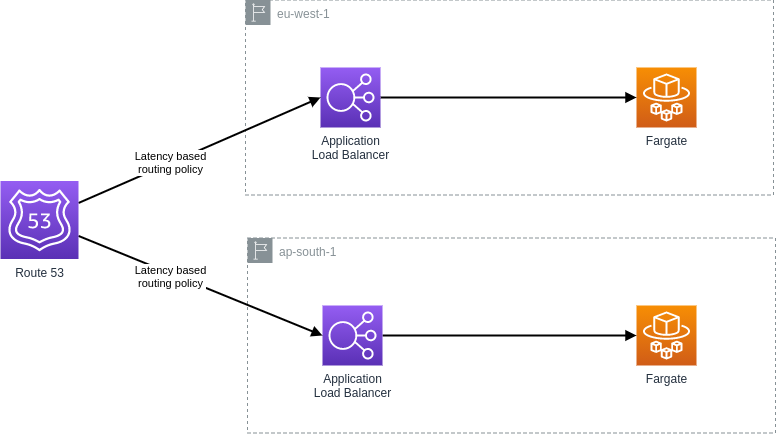 eu-west-1
Application
Load Balancer
Fargate
Latency based
routing policy
53
Route 53
Latency based
routing policy
ap-south-1
Application
Load Balancer
Fargate